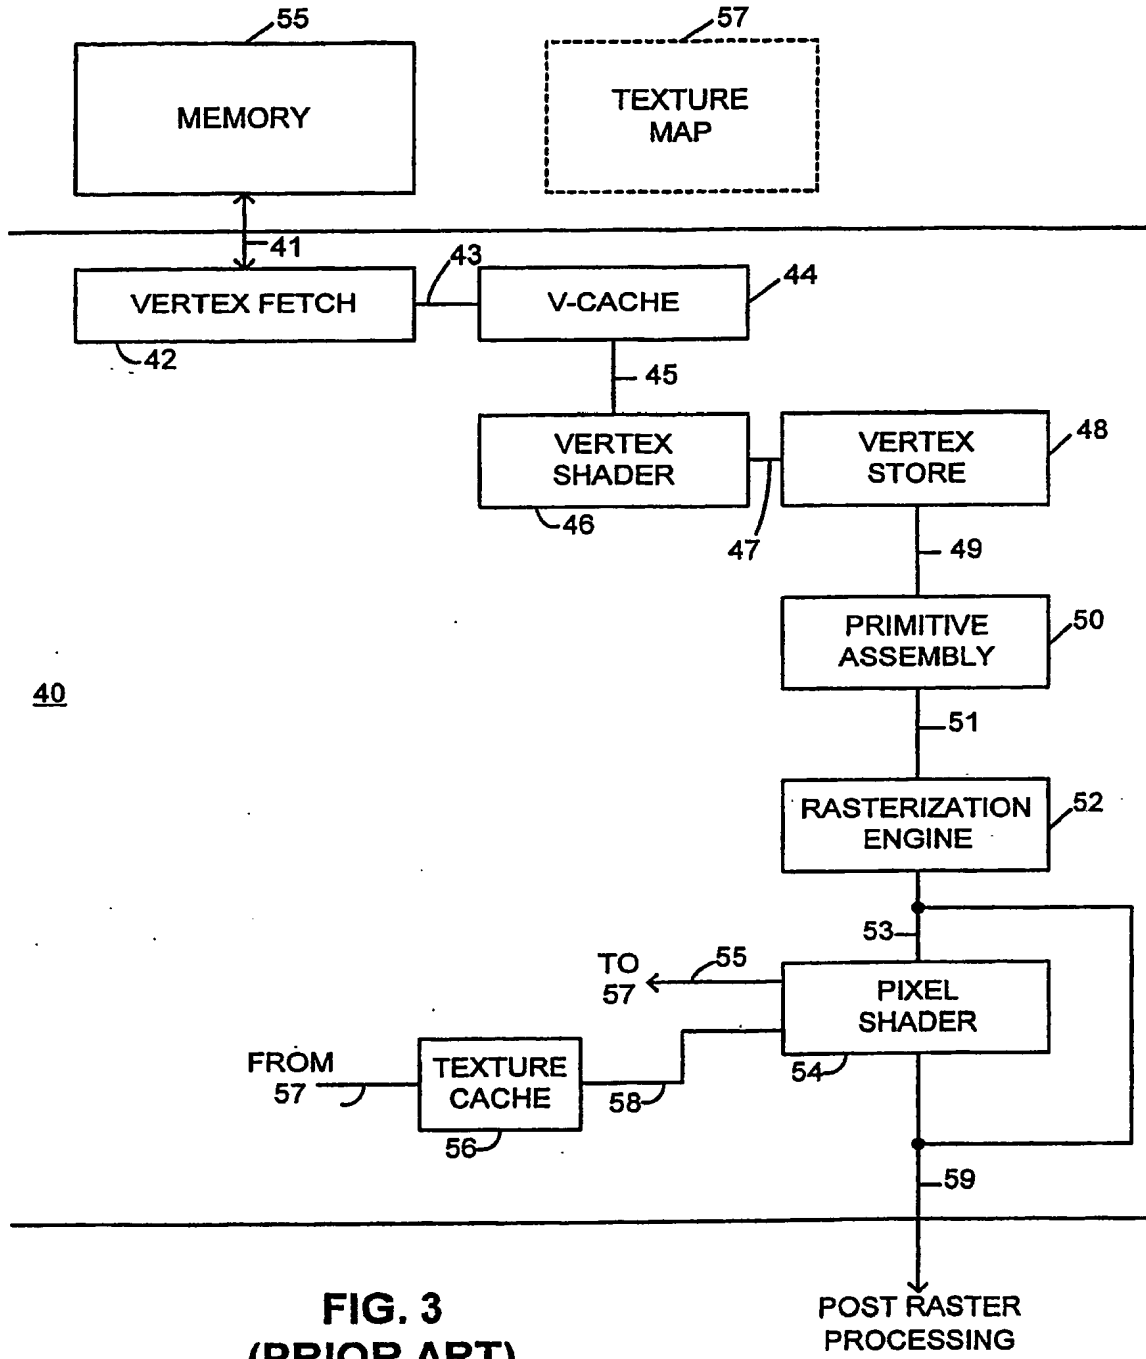 55
57
MEMORY
TEXTURE
MAP
41
43
VERTEX FETCH
V-CACHE
44
42
45
VERTEX
SHADER
VERTEX
STORE
48
46
47
49
PRIMITIVE
ASSEMBLY
50
40
51
RASTERIZATION
ENGINE
52
53
TO
57
55
PIXEL
SHADER
54
FROM
57
TEXTURE
CACHE
58
56
59
FIG. 3
(PRIOR ART)
POST RASTER
PROCESSING